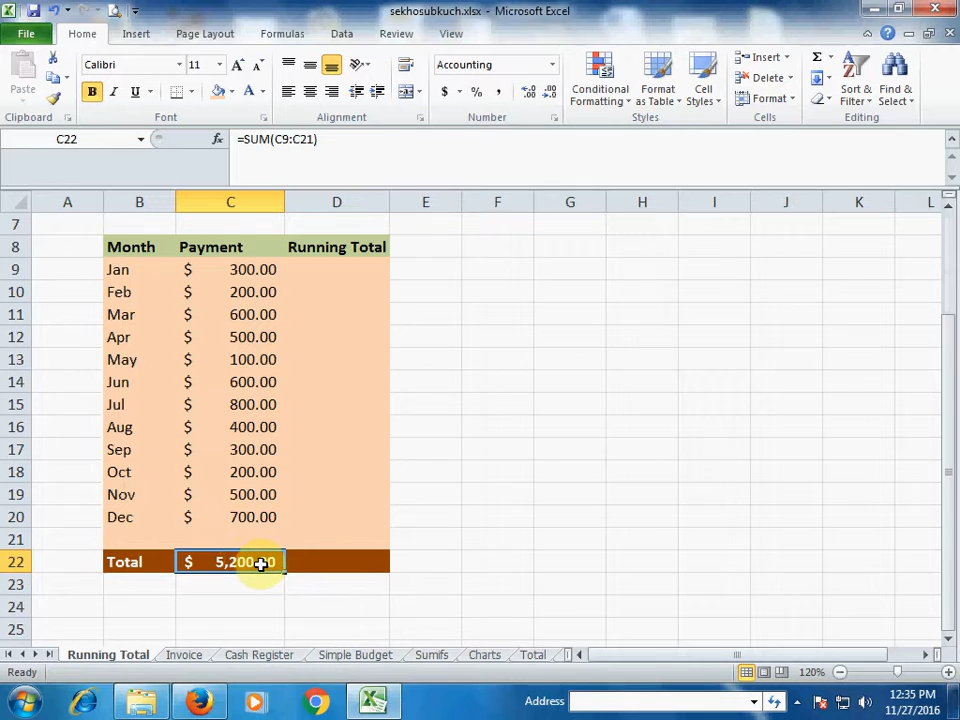 sekhosubkuch.xlsx - Microsoft Excel
File Home Insert Page Layout Formulas Data Review View
Calibri 11 Accounting
Paste
B I U
$ % ,
Conditional Formatting
Format as Table
Cell Styles
Insert
Delete
Format
Sort & Filter
Find & Select
Clipboard Font Alignment Number Styles Cells Editing
C22 fx =SUM(C9:C21)
A B C D E F G H I J K L
7
8 Month Payment Running Total
9 Jan $ 300.00
10 Feb $ 200.00
11 Mar $ 600.00
12 Apr $ 500.00
13 May $ 100.00
14 Jun $ 600.00
15 Jul $ 800.00
16 Aug $ 400.00
17 Sep $ 300.00
18 Oct $ 200.00
19 Nov $ 500.00
20 Dec $ 700.00
21
22 Total $ 5,200.00
23
24
25
Running Total Invoice Cash Register Simple Budget Sumifs Charts Total
Ready 120%
Address 12:35 PM
11/27/2016